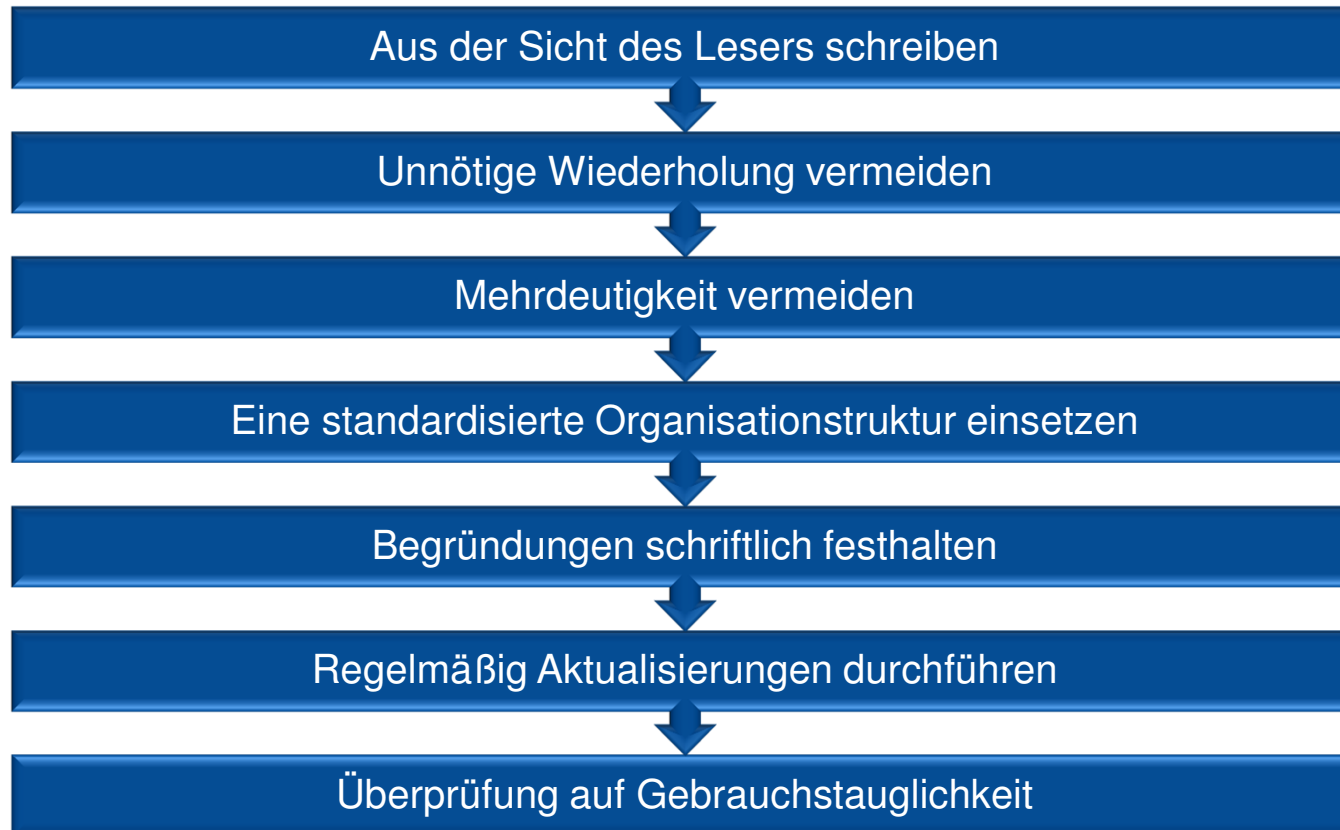 Aus der Sicht des Lesers schreiben
Unnötige Wiederholung vermeiden
Mehrdeutigkeit vermeiden
Eine standardisierte Organisationstruktur einsetzen
Begründungen schriftlich festhalten
Regelmäßig Aktualisierungen durchführen
Überprüfung auf Gebrauchstauglichkeit